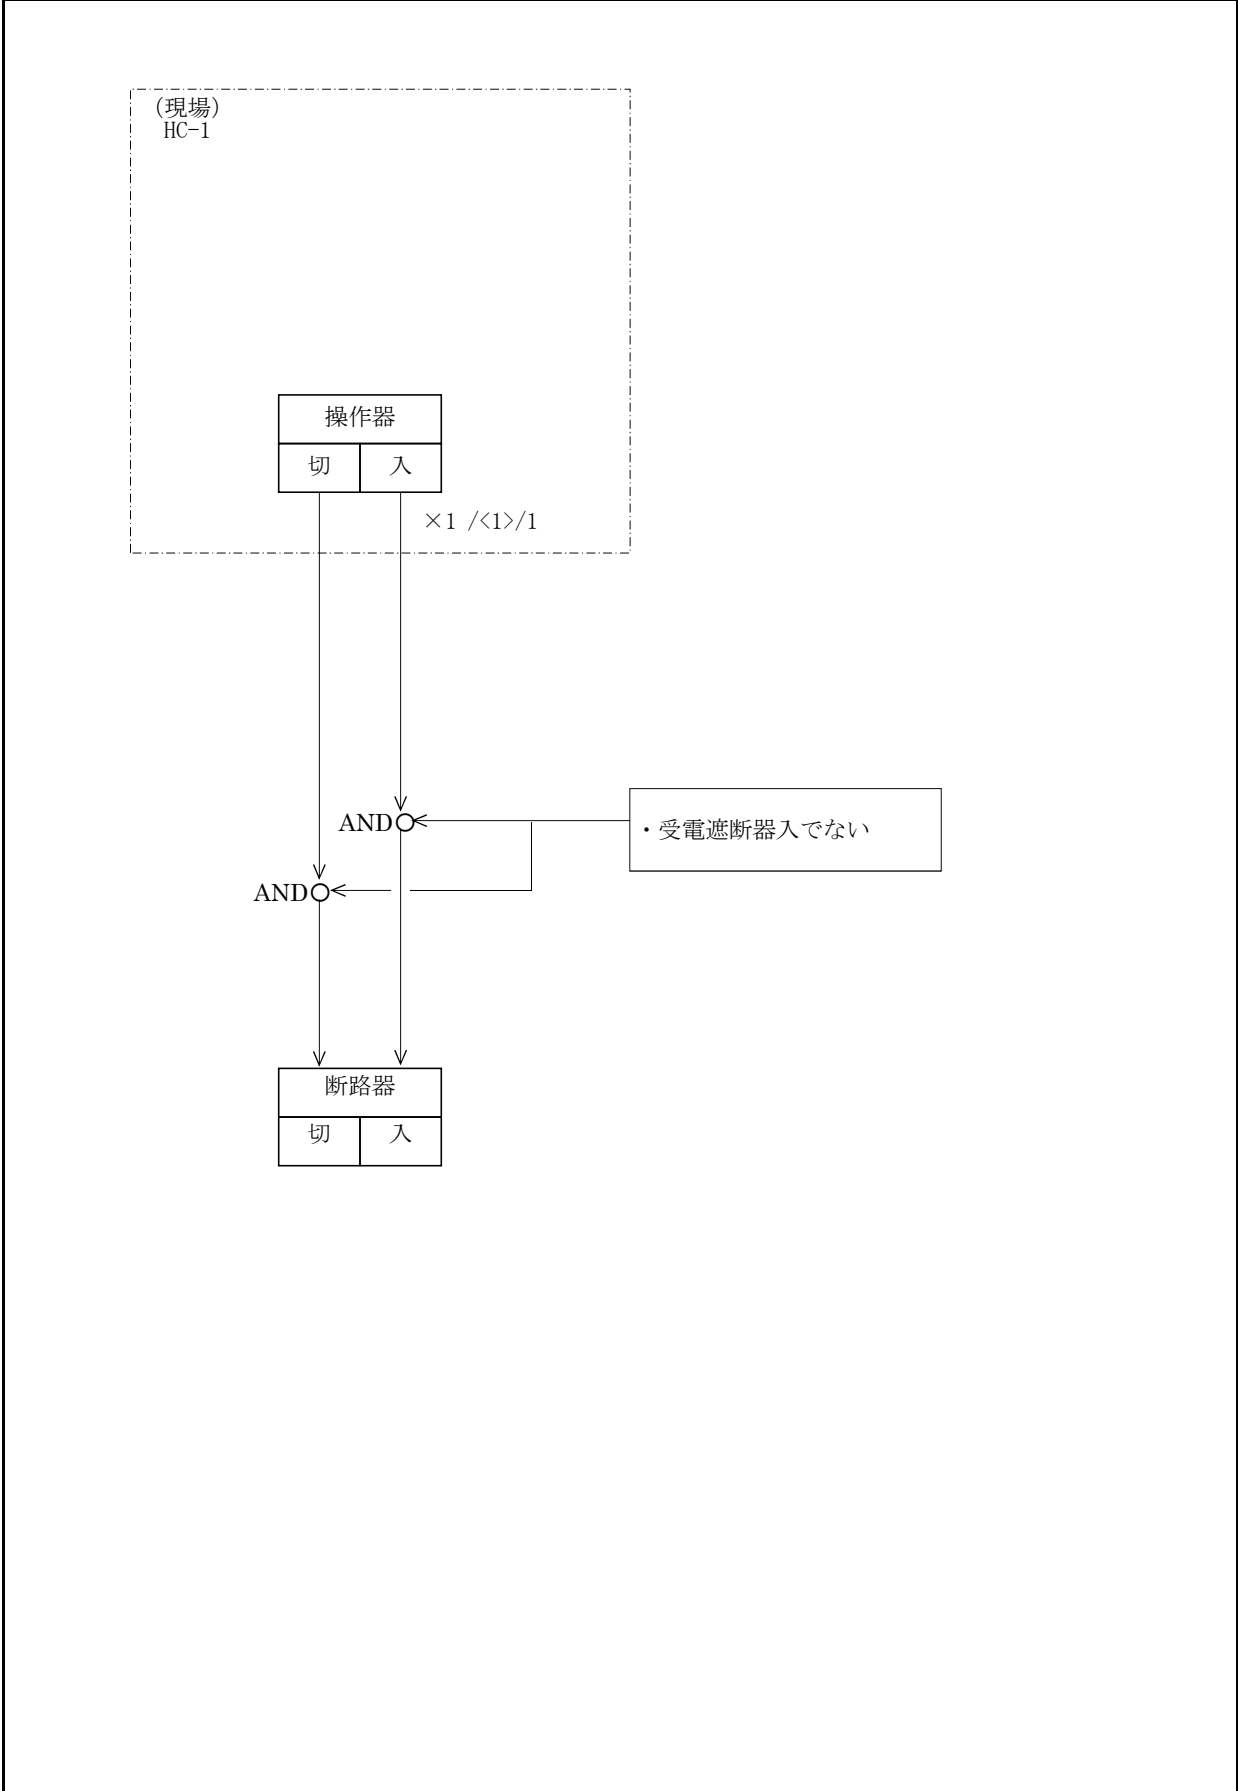 (現場)
HC-1
操作器
切 入
×1 /<1>/1
AND
・受電遮断器入でない
AND
断路器
切 入